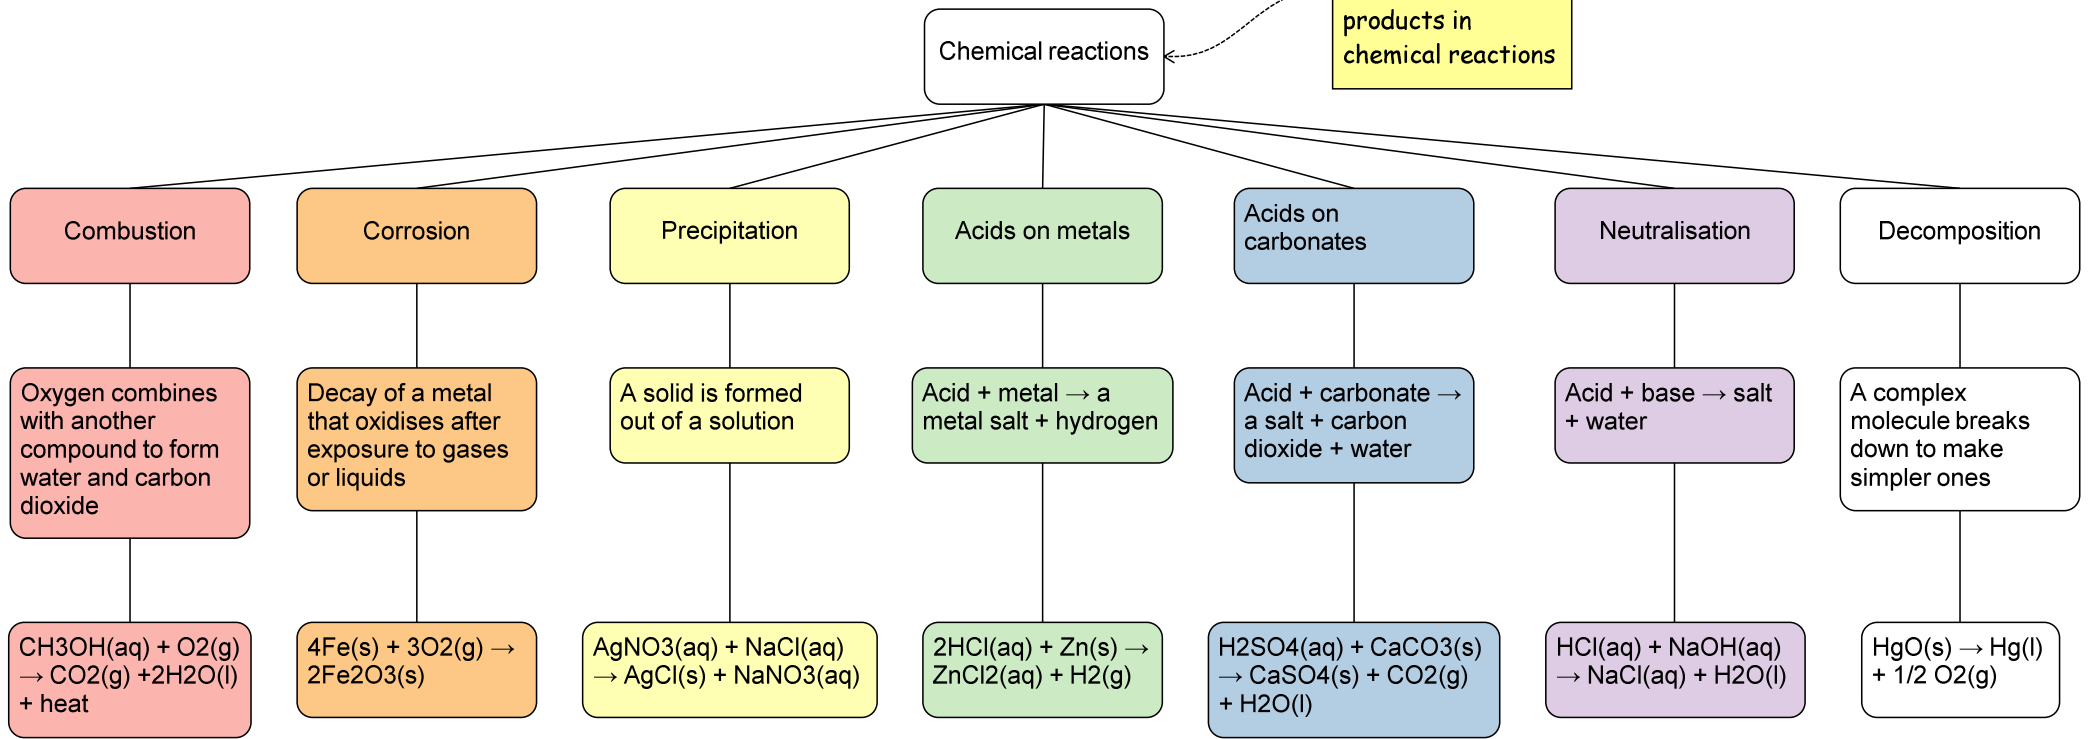 products in
chemical reactions
Chemical reactions
Combustion
Corrosion
Precipitation
Acids on metals
Acids on
carbonates
Neutralisation
Decomposition
Oxygen combines
with another
compound to form
water and carbon
dioxide
Decay of a metal
that oxidises after
exposure to gases
or liquids
A solid is formed
out of a solution
Acid + metal → a
metal salt + hydrogen
Acid + carbonate →
a salt + carbon
dioxide + water
Acid + base → salt
+ water
A complex
molecule breaks
down to make
simpler ones
CH3OH(aq) + O2(g)
→ CO2(g) +2H2O(l)
+ heat
4Fe(s) + 3O2(g) →
2Fe2O3(s)
AgNO3(aq) + NaCl(aq)
→ AgCl(s) + NaNO3(aq)
2HCl(aq) + Zn(s) →
ZnCl2(aq) + H2(g)
H2SO4(aq) + CaCO3(s)
→ CaSO4(s) + CO2(g)
+ H2O(l)
HCl(aq) + NaOH(aq)
→ NaCl(aq) + H2O(l)
HgO(s) → Hg(l)
+ 1/2 O2(g)